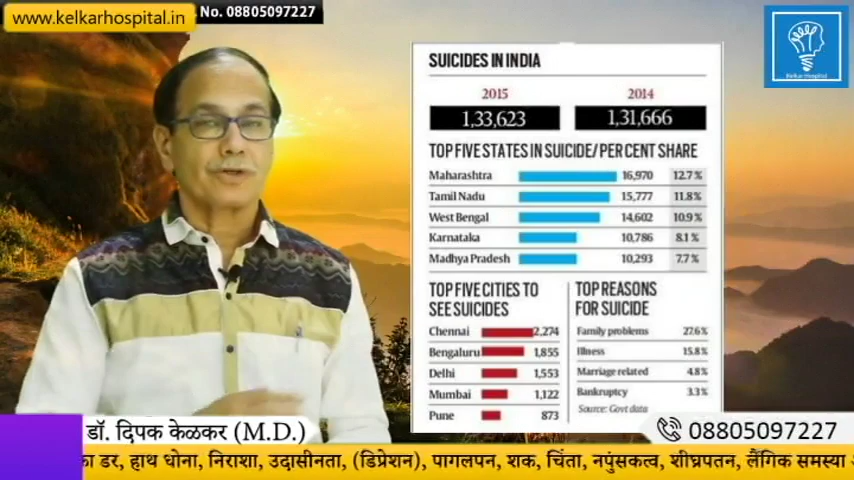 www.kelkarhospital.in
No. 08805097227
Kelkar Hospital
SUICIDES IN INDIA
2015 2014
1,33,623 1,31,666
TOP FIVE STATES IN SUICIDE/PER CENT SHARE
Maharashtra 16,970 12.7%
Tamil Nadu 15,777 11.8%
West Bengal 14,602 10.9%
Karnataka 10,786 8.1%
Madhya Pradesh 10,293 7.7%
TOP FIVE CITIES TO SEE SUICIDES
Chennai 2,274
Bengaluru 1,855
Delhi 1,553
Mumbai 1,122
Pune 873
TOP REASONS FOR SUICIDE
Family problems 27.6%
Illness 15.8%
Marriage related 4.8%
Bankruptcy 3.3%
Source: Govt data
डॉ. दिपक केळकर (M.D.)
08805097227
का डर, हाथ धोना, निराशा, उदासीनता, (डिप्रेशन), पागलपन, शक, चिंता, नपुंसकत्व, शीघ्रपतन, लैंगिक समस्या